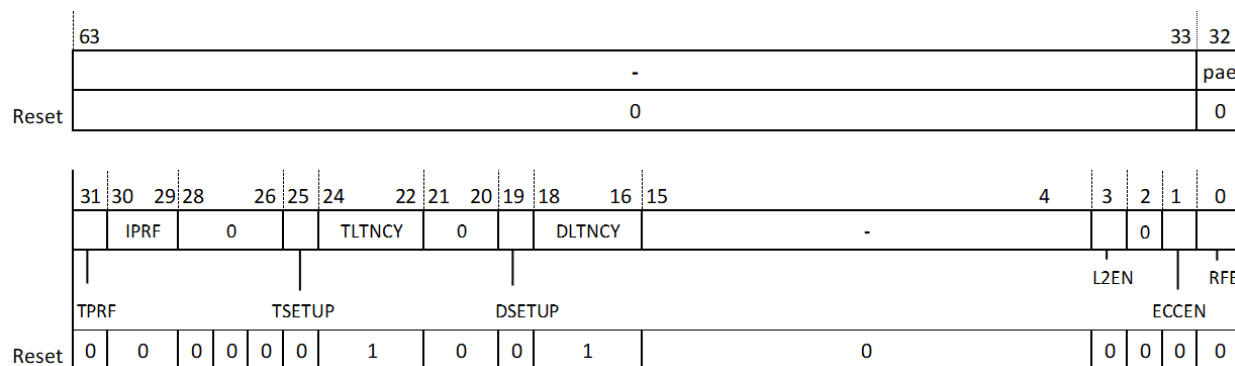 63 33 32
- pae
Reset 0 0
31 30 29 28 26 25 24 22 21 20 19 18 16 15 4 3 2 1 0
IPRF 0 TLTNCY 0 DLTNCY - 0
L2EN RFE
TPRF TSETUP DSETUP ECCEN
Reset 0 0 0 0 0 0 1 0 0 1 0 0 0 0 0